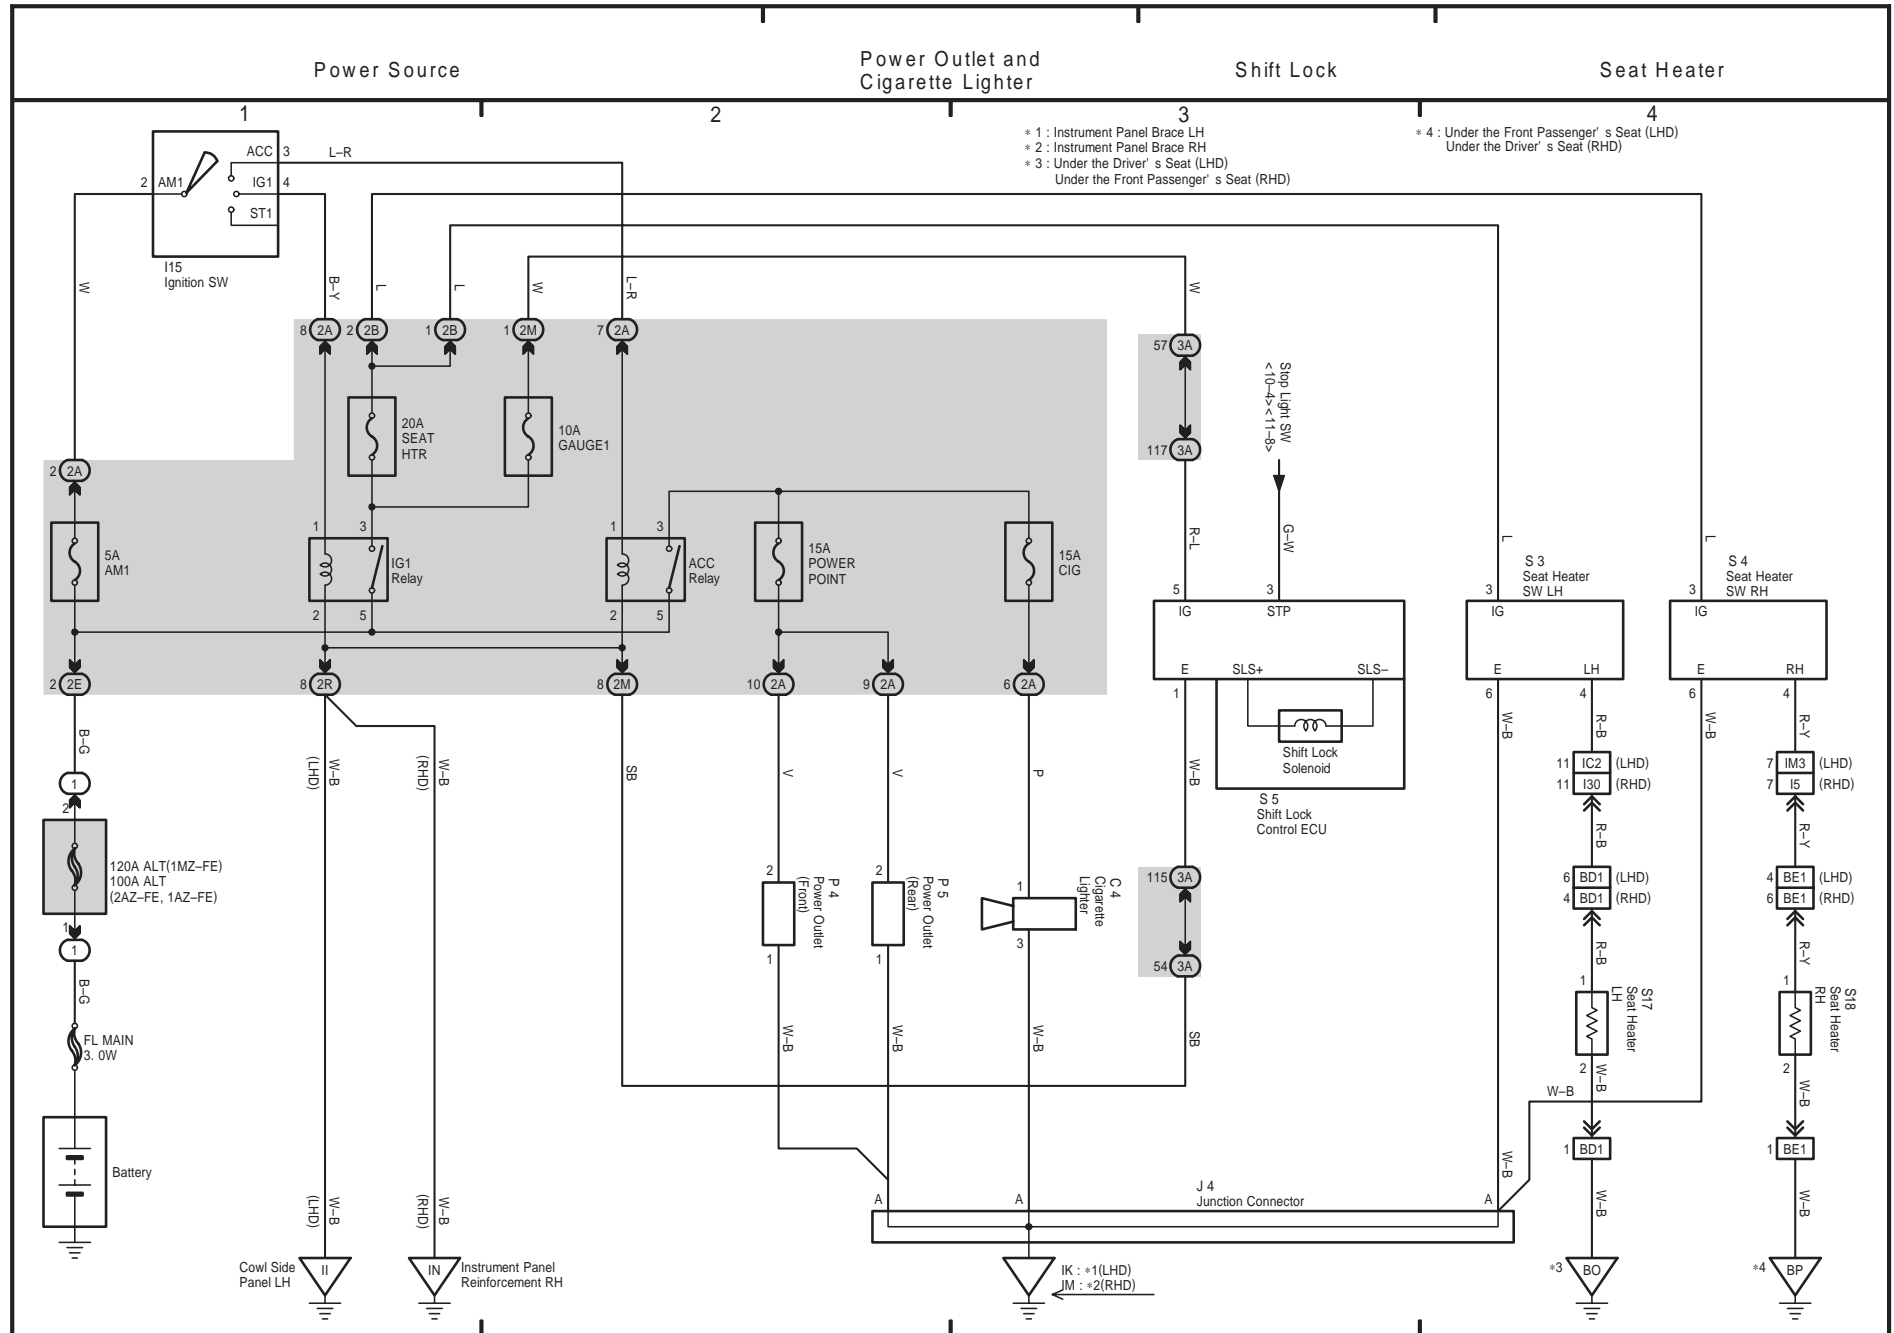 Power Source
Power Outlet and
Cigarette Lighter
Shift Lock
Seat Heater
1
2
3
4
* 1 : Instrument Panel Brace LH
* 2 : Instrument Panel Brace RH
* 3 : Under the Driver' s Seat (LHD)
Under the Front Passenger' s Seat (RHD)
* 4 : Under the Front Passenger' s Seat (LHD)
Under the Driver' s Seat (RHD)
ACC 3
L–R
2 AM1
IG1 4
ST1
I15
Ignition SW
W
B–Y
L
L
W
L–R
W
8 2A
2 2B
1 2B
1 2M
7 2A
57 3A
Stop Light SW
<10–4><11–8>
20A
SEAT
HTR
10A
GAUGE1
117 3A
2 2A
5A
AM1
1
3
IG1
Relay
2
5
1
3
ACC
Relay
2
5
15A
POWER
POINT
15A
CIG
R–L
G–W
L
L
S 3
Seat Heater
SW LH
S 4
Seat Heater
SW RH
5
3
3
3
IG
STP
IG
IG
E
SLS+
SLS–
E
LH
E
RH
1
6
4
6
4
2 2E
8 2R
8 2M
10 2A
9 2A
6 2A
Shift Lock
Solenoid
S 5
Shift Lock
Control ECU
B–G
W–B
(LHD)
W–B
(RHD)
SB
V
V
P
W–B
W–B
R–B
W–B
R–Y
11 IC2 (LHD)
11 I30 (RHD)
7 IM3 (LHD)
7 I5 (RHD)
R–B
R–Y
1
2
120A ALT(1MZ–FE)
100A ALT
(2AZ–FE, 1AZ–FE)
1
1
B–G
FL MAIN
3. 0W
Battery
2
P 4
Power Outlet
(Front)
1
2
P 5
Power Outlet
(Rear)
1
1
C 4
Cigarette
Lighter
3
115 3A
54 3A
6 BD1 (LHD)
4 BD1 (RHD)
4 BE1 (LHD)
6 BE1 (RHD)
R–B
R–Y
1
S17
Seat Heater
LH
2
1
S18
Seat Heater
RH
2
W–B
W–B
W–B
SB
W–B
W–B
W–B
1 BD1
1 BE1
W–B
(LHD)
W–B
(RHD)
W–B
W–B
W–B
A
A
J 4
Junction Connector
A
Cowl Side
Panel LH
II
IN
Instrument Panel
Reinforcement RH
IK : *1(LHD)
IM : *2(RHD)
*3 BO
*4 BP